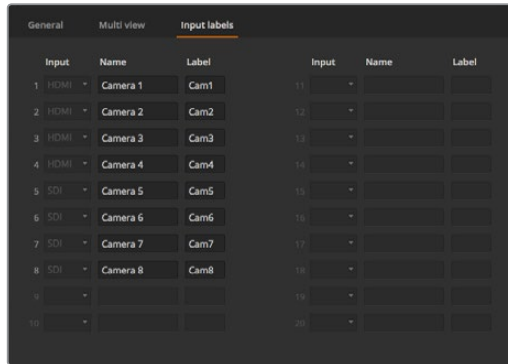 General Multi view Input labels
Input Name Label Input Name Label
1 HDMI Camera 1 Cam1 11
2 HDMI Camera 2 Cam2 12
3 HDMI Camera 3 Cam3 13
4 HDMI Camera 4 Cam4 14
5 SDI Camera 5 Cam5 15
6 SDI Camera 6 Cam6 16
7 SDI Camera 7 Cam7 17
8 SDI Camera 8 Cam8 18
9 19
10 20